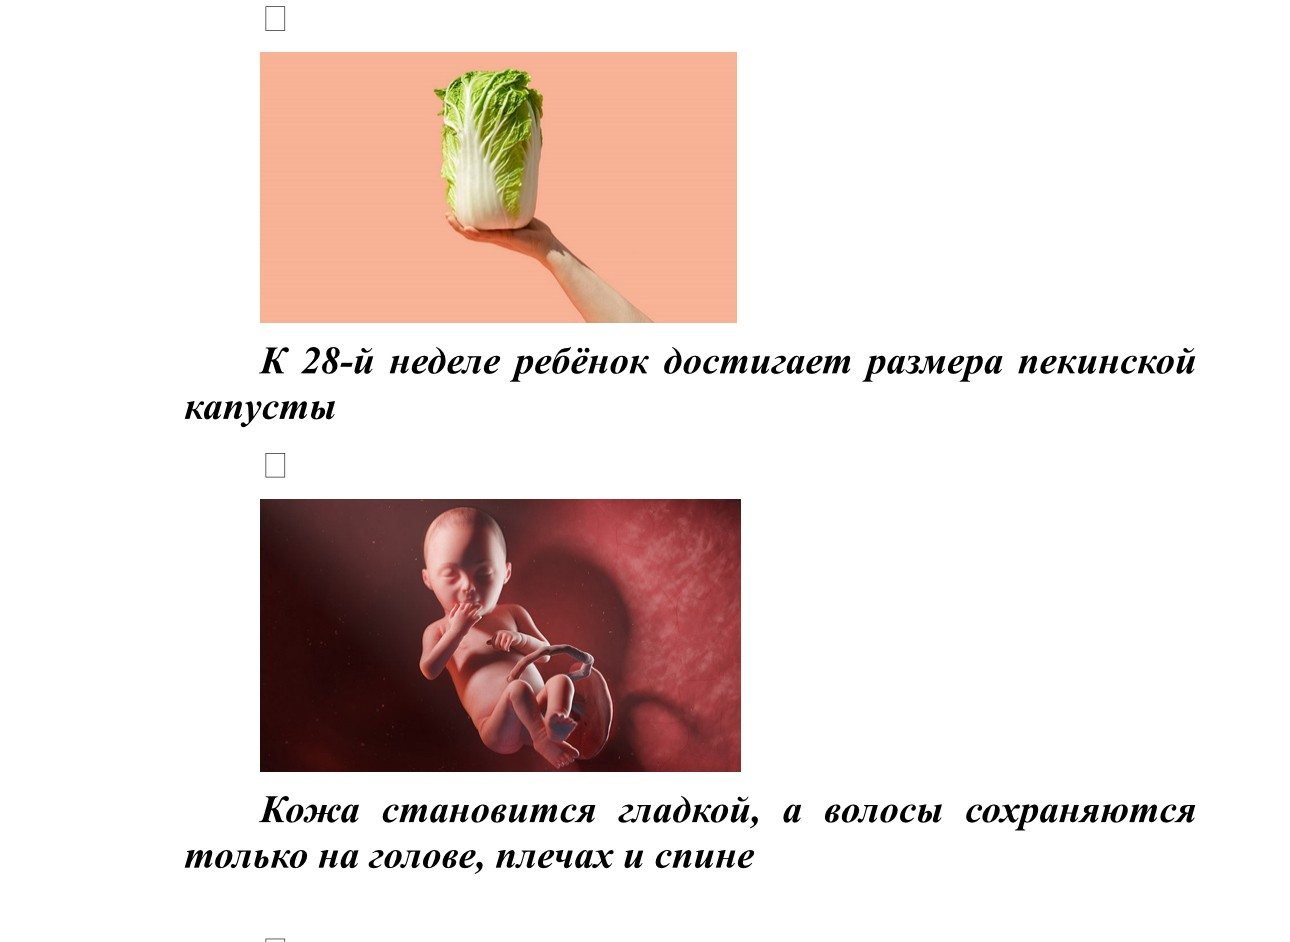 К 28-й неделе ребёнок достигает размера пекинской
капусты
Кожа становится гладкой, а волосы сохраняются
только на голове, плечах и спине